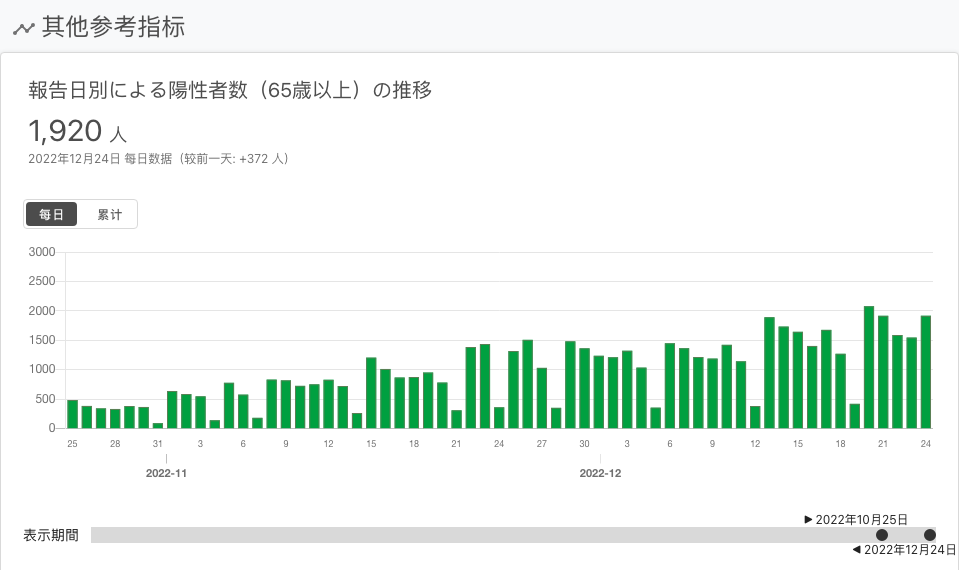 其他参考指标
報告日別による陽性者数（65歳以上）の推移
1,920 人
2022年12月24日 每日数据（较前一天: +372 人）
每日 累计
3000
2500
2000
1500
1000
500
0
25 28 31 3 6 9 12 15 18 21 24 27 30 3 6 9 12 15 18 21 24
2022-11 2022-12
2022年10月25日
表示期間
2022年12月24日